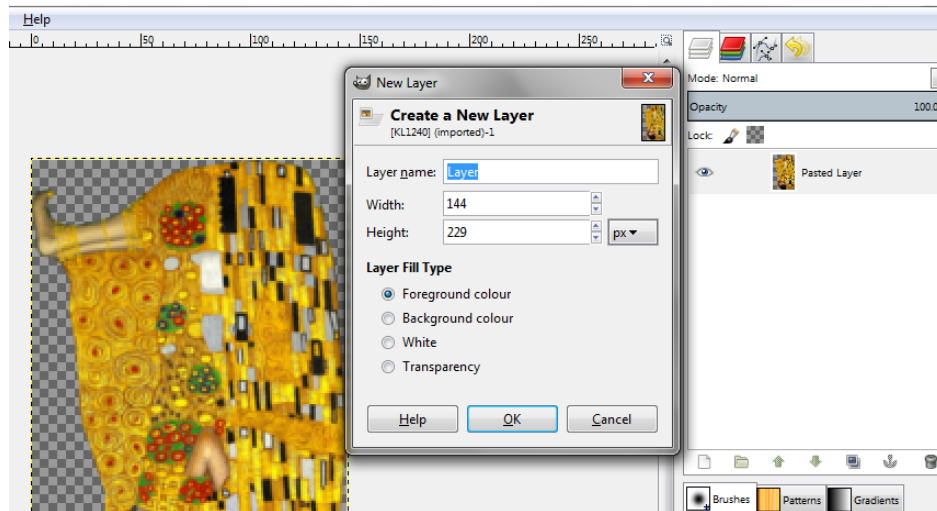 Help
0 50 100 150 200 250
New Layer
Create a New Layer
[KL1240] (imported)-1
Layer name: Layer
Width: 144
Height: 229 px
Layer Fill Type
Foreground colour
Background colour
White
Transparency
Help OK Cancel
Mode: Normal
Opacity 100.0
Lock:
Pasted Layer
Brushes Patterns Gradients